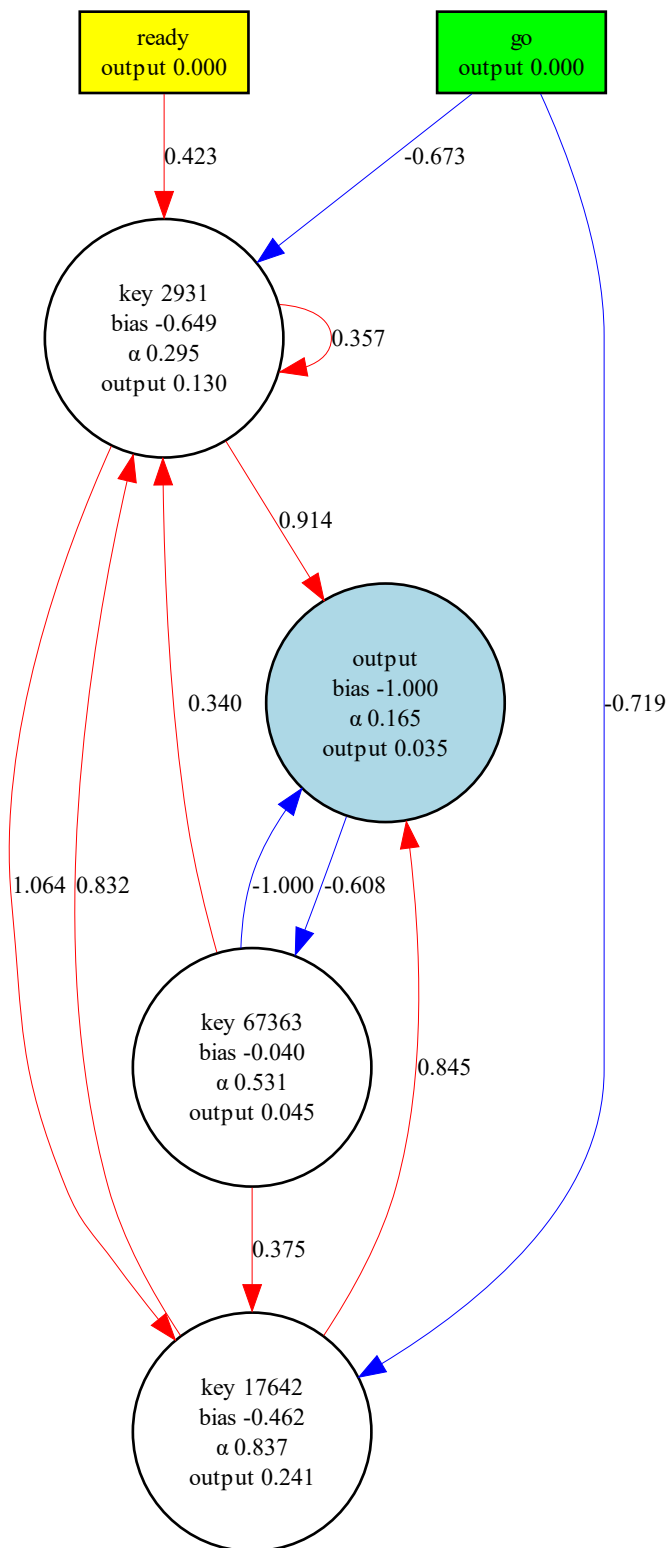 ready
output 0.000
go
output 0.000
0.423
-0.673
key 2931
bias -0.649
α 0.295
output 0.130
0.357
0.914
output
bias -1.000
α 0.165
output 0.035
0.340
-0.719
1.064
0.832
-1.000
-0.608
key 67363
bias -0.040
α 0.531
output 0.045
0.845
0.375
key 17642
bias -0.462
α 0.837
output 0.241